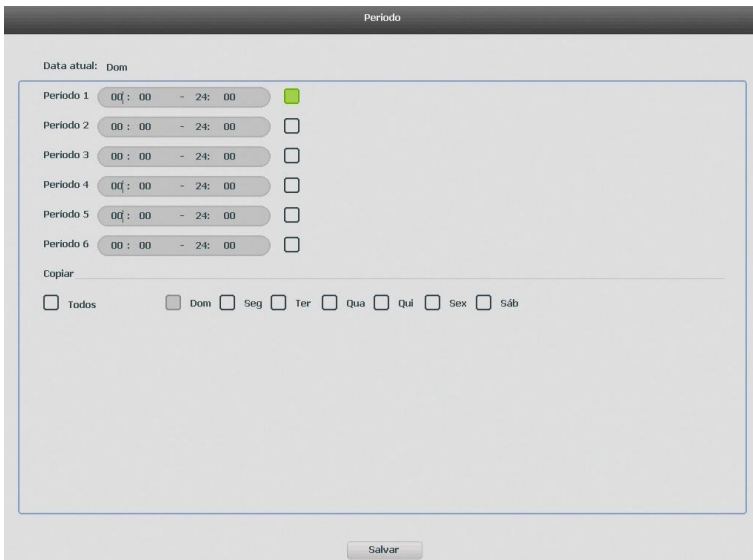 Periodo
Data atual: Dom
Período 1 00: 00 - 24: 00
Período 2 00 : 00 - 24: 00
Período 3 00 : 00 - 24: 00
Período 4 00: 00 - 24: 00
Período 5 00: 00 - 24: 00
Período 6 00 : 00 - 24: 00
Copiar
Todos Dom Seg Ter Qua Qui Sex Sáb
Salvar